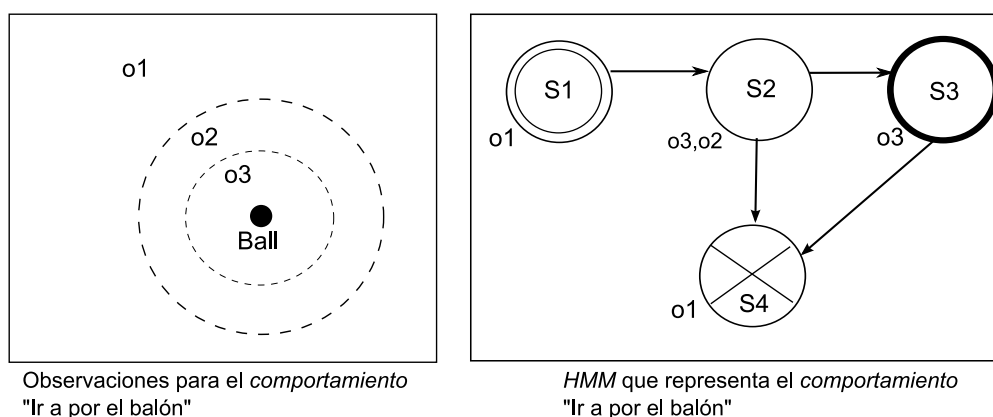 o1
o2
o3
Ball
Observaciones para el comportamiento
"Ir a por el balón"
S1
S2
S3
o1
o3,o2
o3
S4
o1
HMM que representa el comportamiento
"Ir a por el balón"